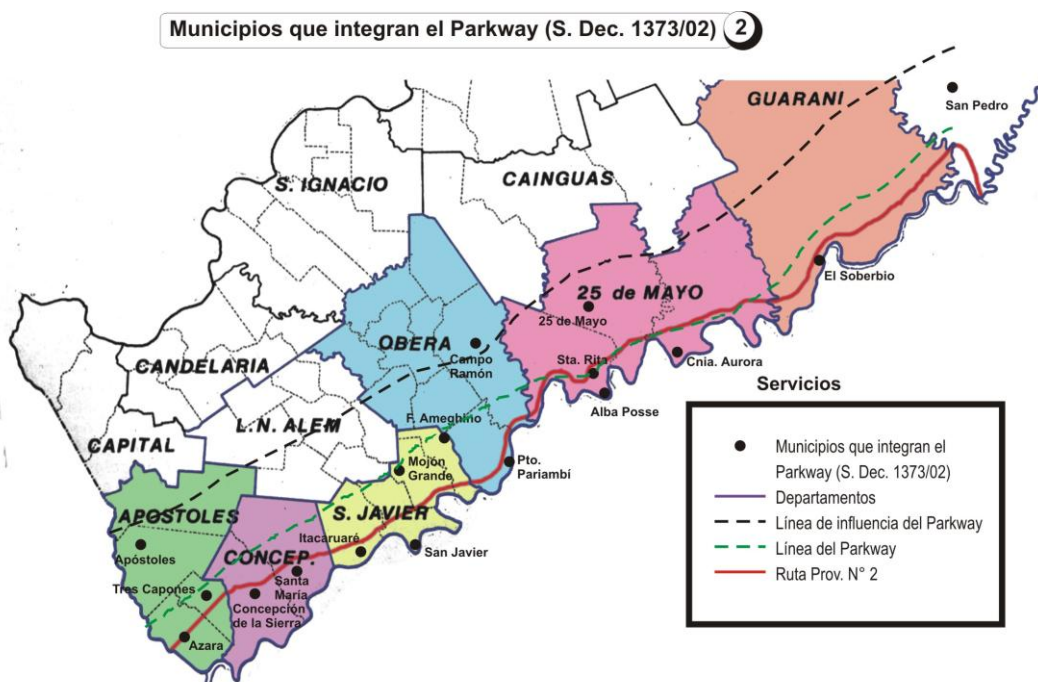 Municipios que integran el Parkway (S. Dec. 1373/02) 2
GUARANI
San Pedro
S. IGNACIO
CAINGUAS
El Soberbio
25 de MAYO
25 de Mayo
OBERA
Campo
Ramón
CANDELARIA
Sta. Rita
Cnia. Aurora
Alba Posse
L.N. ALEM
F. Ameghino
CAPITAL
Mojón
Grande
Pto.
Pariambí
APOSTOLES
S. JAVIER
Itacaruaré
San Javier
Apóstoles
CONCEP.
Tres Capones
Santa
María
Concepción
de la Sierra
Azara
Servicios
Municipios que integran el
Parkway (S. Dec. 1373/02)
Departamentos
Línea de influencia del Parkway
Línea del Parkway
Ruta Prov. N° 2